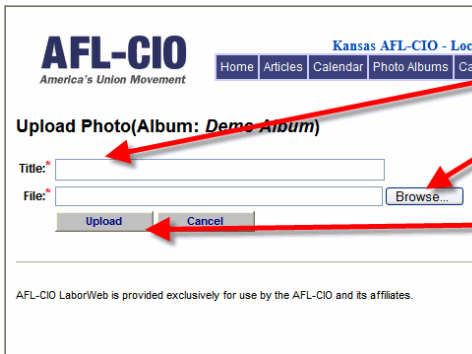 AFL-CIO
America's Union Movement
Kansas AFL-CIO - Loc
Home Articles Calendar Photo Albums Ca
Upload Photo(Album: Demo Album)
Title:*
File:* Browse...
Upload Cancel
AFL-CIO LaborWeb is provided exclusively for use by the AFL-CIO and its affiliates.